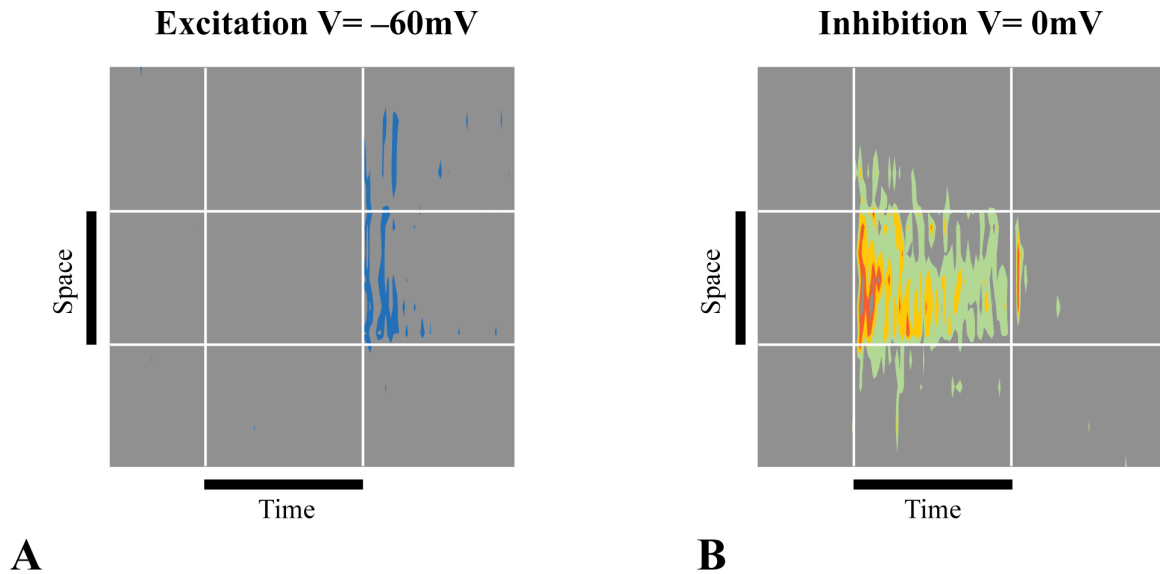 Excitation V= –60mV
Inhibition V= 0mV
Space
Space
Time
Time
A
B